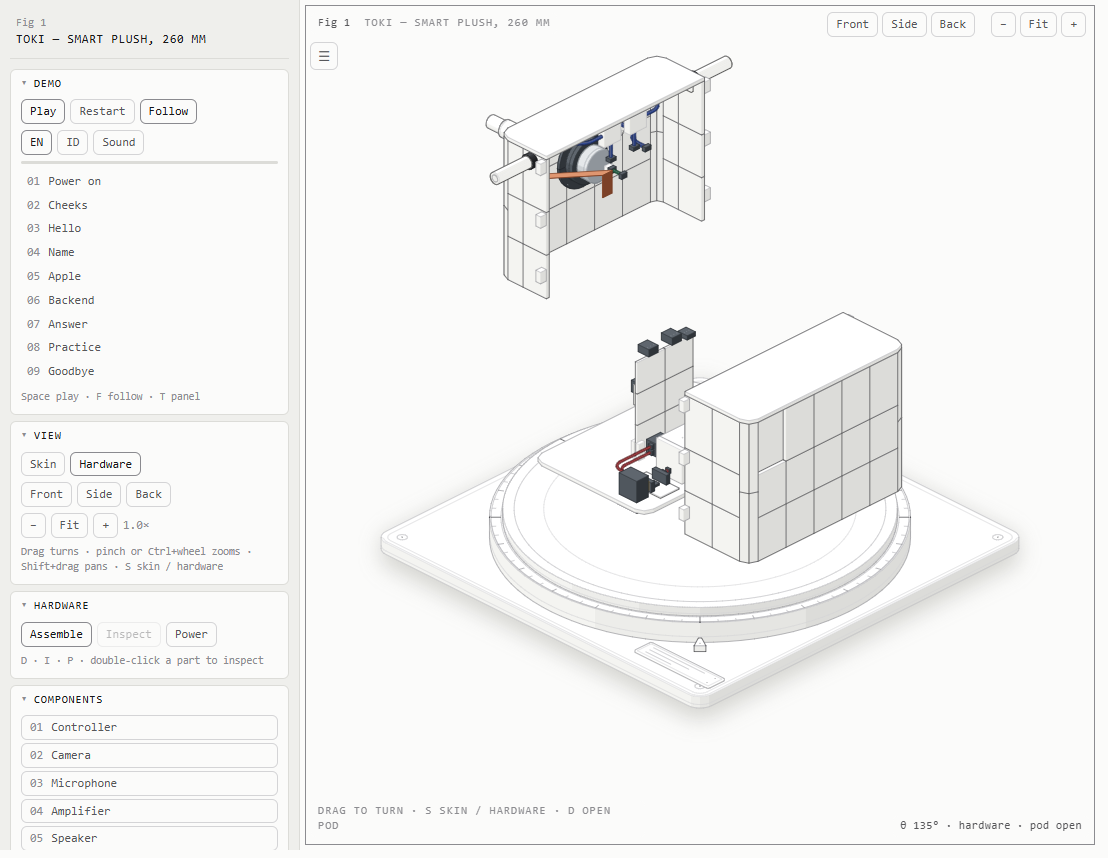 Fig 1
TOKI — SMART PLUSH, 260 MM
DEMO
Play Restart Follow
EN ID Sound
01 Power on
02 Cheeks
03 Hello
04 Name
05 Apple
06 Backend
07 Answer
08 Practice
09 Goodbye
Space play · F follow · T panel
VIEW
Skin Hardware
Front Side Back
− Fit + 1.0×
Drag turns · pinch or Ctrl+wheel zooms ·
Shift+drag pans · S skin / hardware
HARDWARE
Assemble Inspect Power
D · I · P · double-click a part to inspect
COMPONENTS
01 Controller
02 Camera
03 Microphone
04 Amplifier
05 Speaker
Fig 1 TOKI — SMART PLUSH, 260 MM
Front Side Back − Fit +
DRAG TO TURN · S SKIN / HARDWARE · D OPEN
POD
θ 135° · hardware · pod open